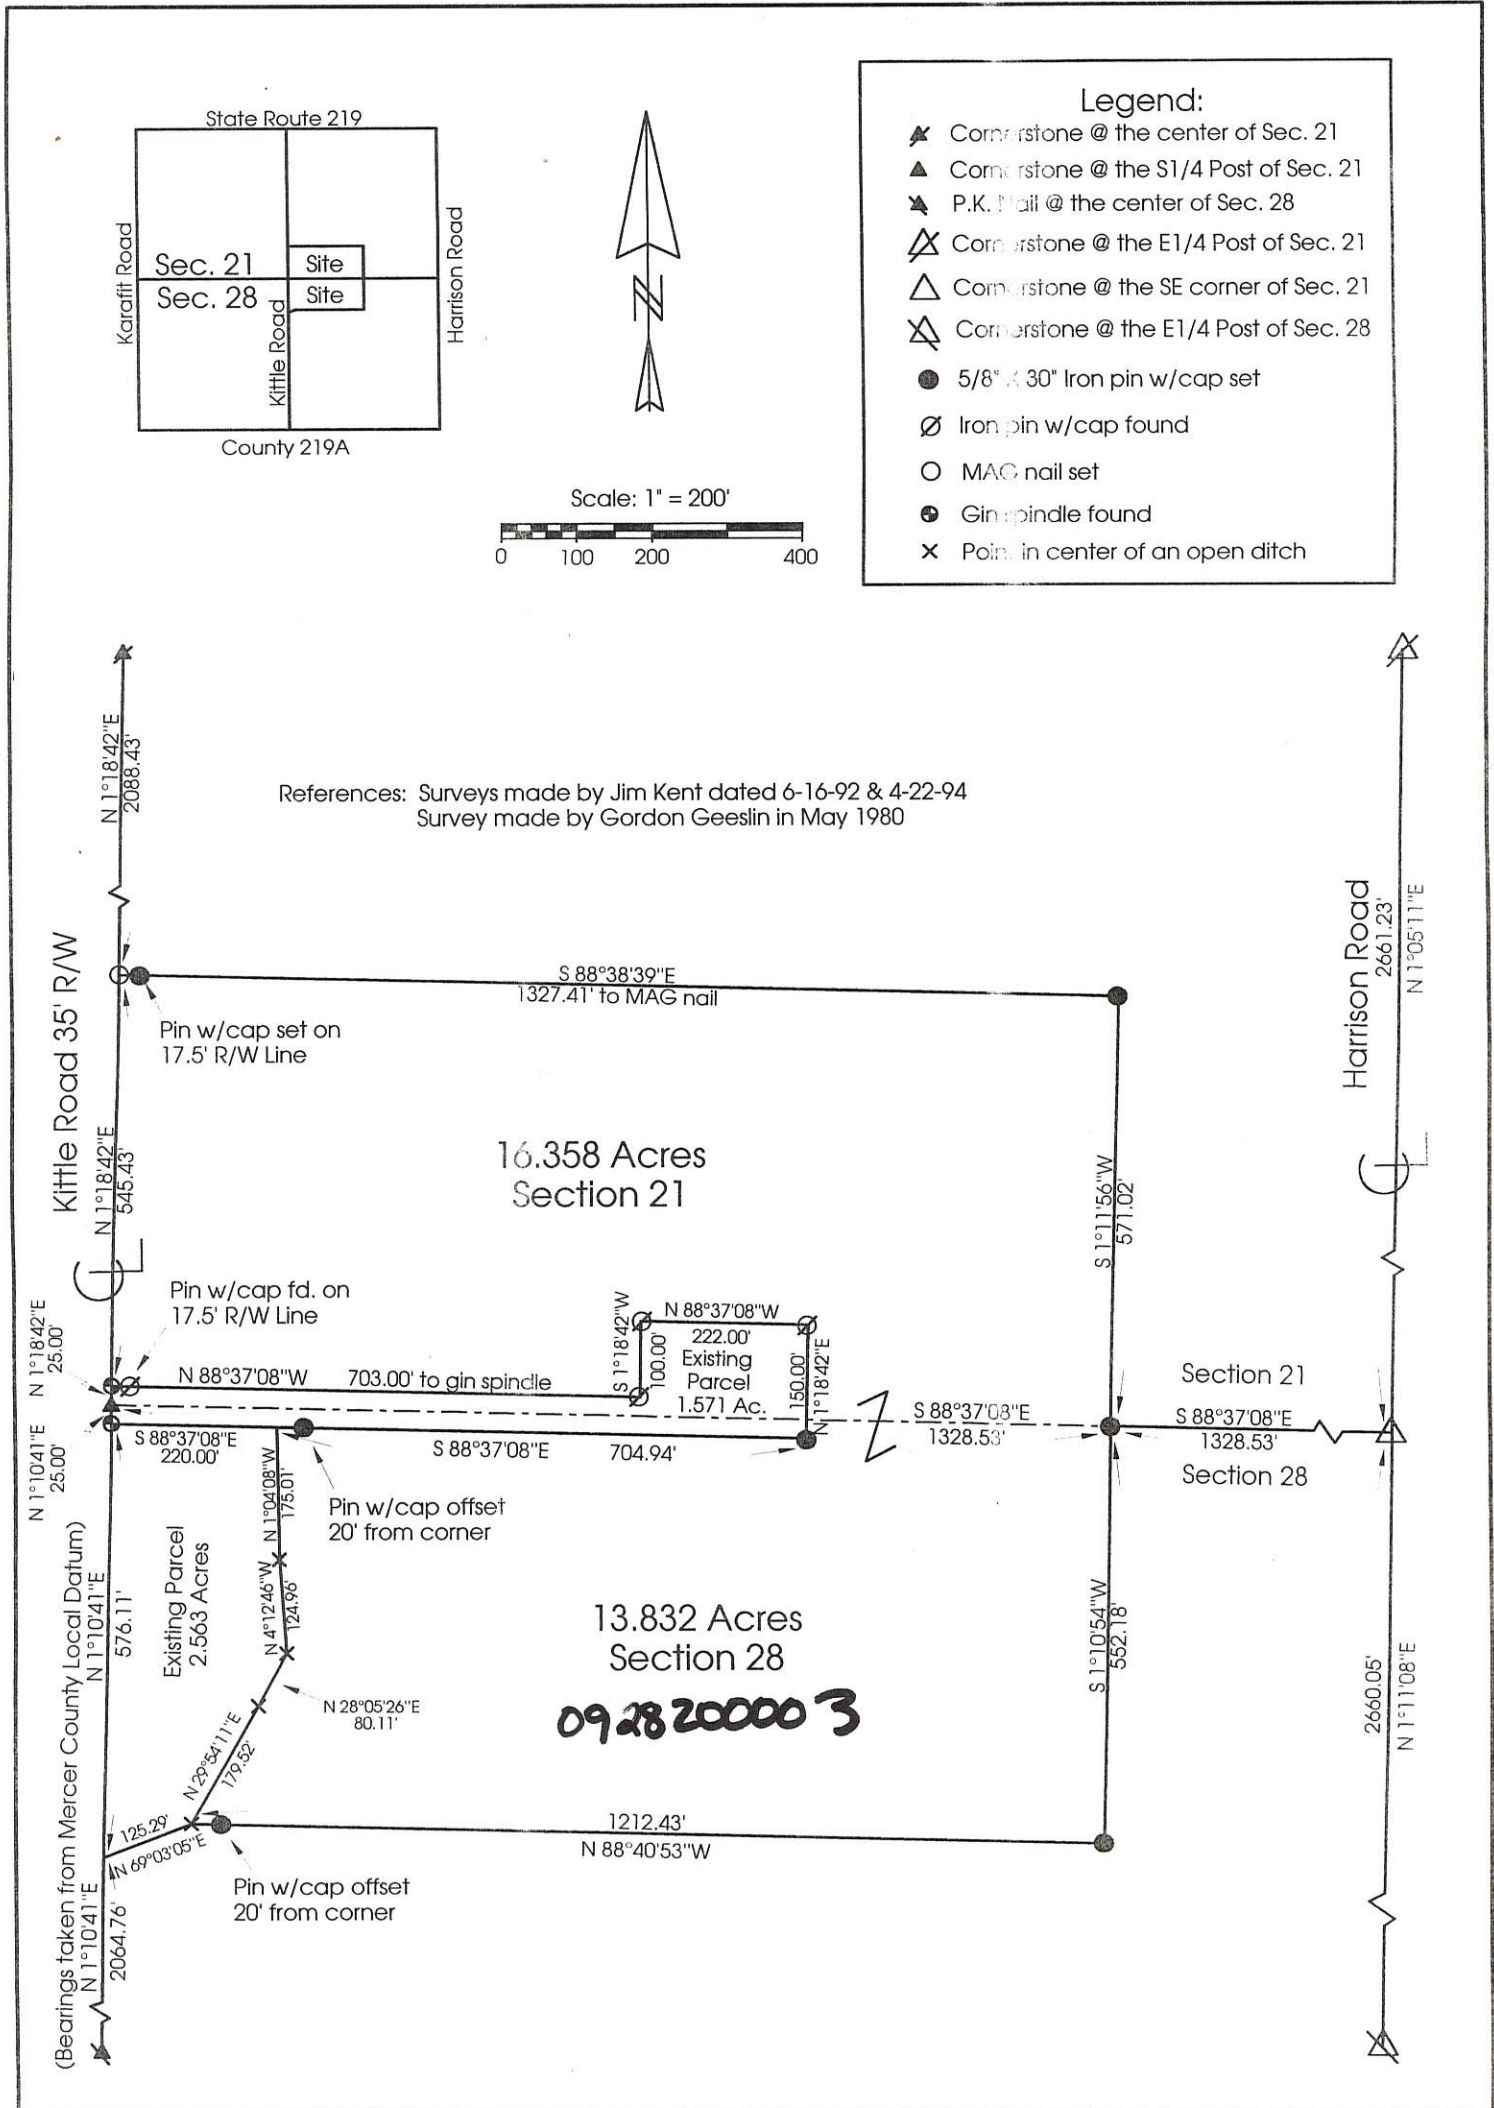 State Route 219
Karafit Road
Sec. 21
Site
Sec. 28
Site
Kittle Road
Harrison Road
County 219A
Scale: 1" = 200'
0 100 200 400
N
Legend:
Cornerstone @ the center of Sec. 21
Cornerstone @ the S1/4 Post of Sec. 21
P.K. Nail @ the center of Sec. 28
Cornerstone @ the E1/4 Post of Sec. 21
Cornerstone @ the SE corner of Sec. 21
Cornerstone @ the E1/4 Post of Sec. 28
5/8" X 30" Iron pin w/cap set
Iron pin w/cap found
MAG nail set
Gin spindle found
Point in center of an open ditch
N 1°18'42"E
2088.43'
References: Surveys made by Jim Kent dated 6-16-92 & 4-22-94
Survey made by Gordon Geeslin in May 1980
Kittle Road 35' R/W
S 88°38'39"E
1327.41' to MAG nail
Pin w/cap set on
17.5' R/W Line
Harrison Road
2661.23'
N 1°05'11"E
N 1°18'42"E
545.43'
16.358 Acres
Section 21
S 1°11'56"W
571.02'
Pin w/cap fd. on
17.5' R/W Line
N 1°18'42"E
25.00'
N 88°37'08"W 703.00' to gin spindle
S 1°18'42"W
100.00'
N 88°37'08"W
222.00'
Existing
Parcel
1.571 Ac.
150.00'
N 1°18'42"E
Section 21
S 88°37'08"E
1328.53'
S 88°37'08"E
1328.53'
Section 28
N 1°10'41"E
25.00'
S 88°37'08"E
220.00'
S 88°37'08"E 704.94'
N 1°04'08"W
175.01'
Pin w/cap offset
20' from corner
(Bearings taken from Mercer County Local Datum)
N 1°10'41"E
576.11'
Existing Parcel
2.563 Acres
N 4°12'46"W
124.96'
13.832 Acres
Section 28
0928200003
S 1°10'54"W
552.18'
2660.05'
N 1°11'08"E
N 28°05'26"E
80.11'
N 29°54'11"E
179.52'
125.29'
N 69°03'05"E
1212.43'
N 88°40'53"W
Pin w/cap offset
20' from corner
N 1°10'41"E
2064.76'